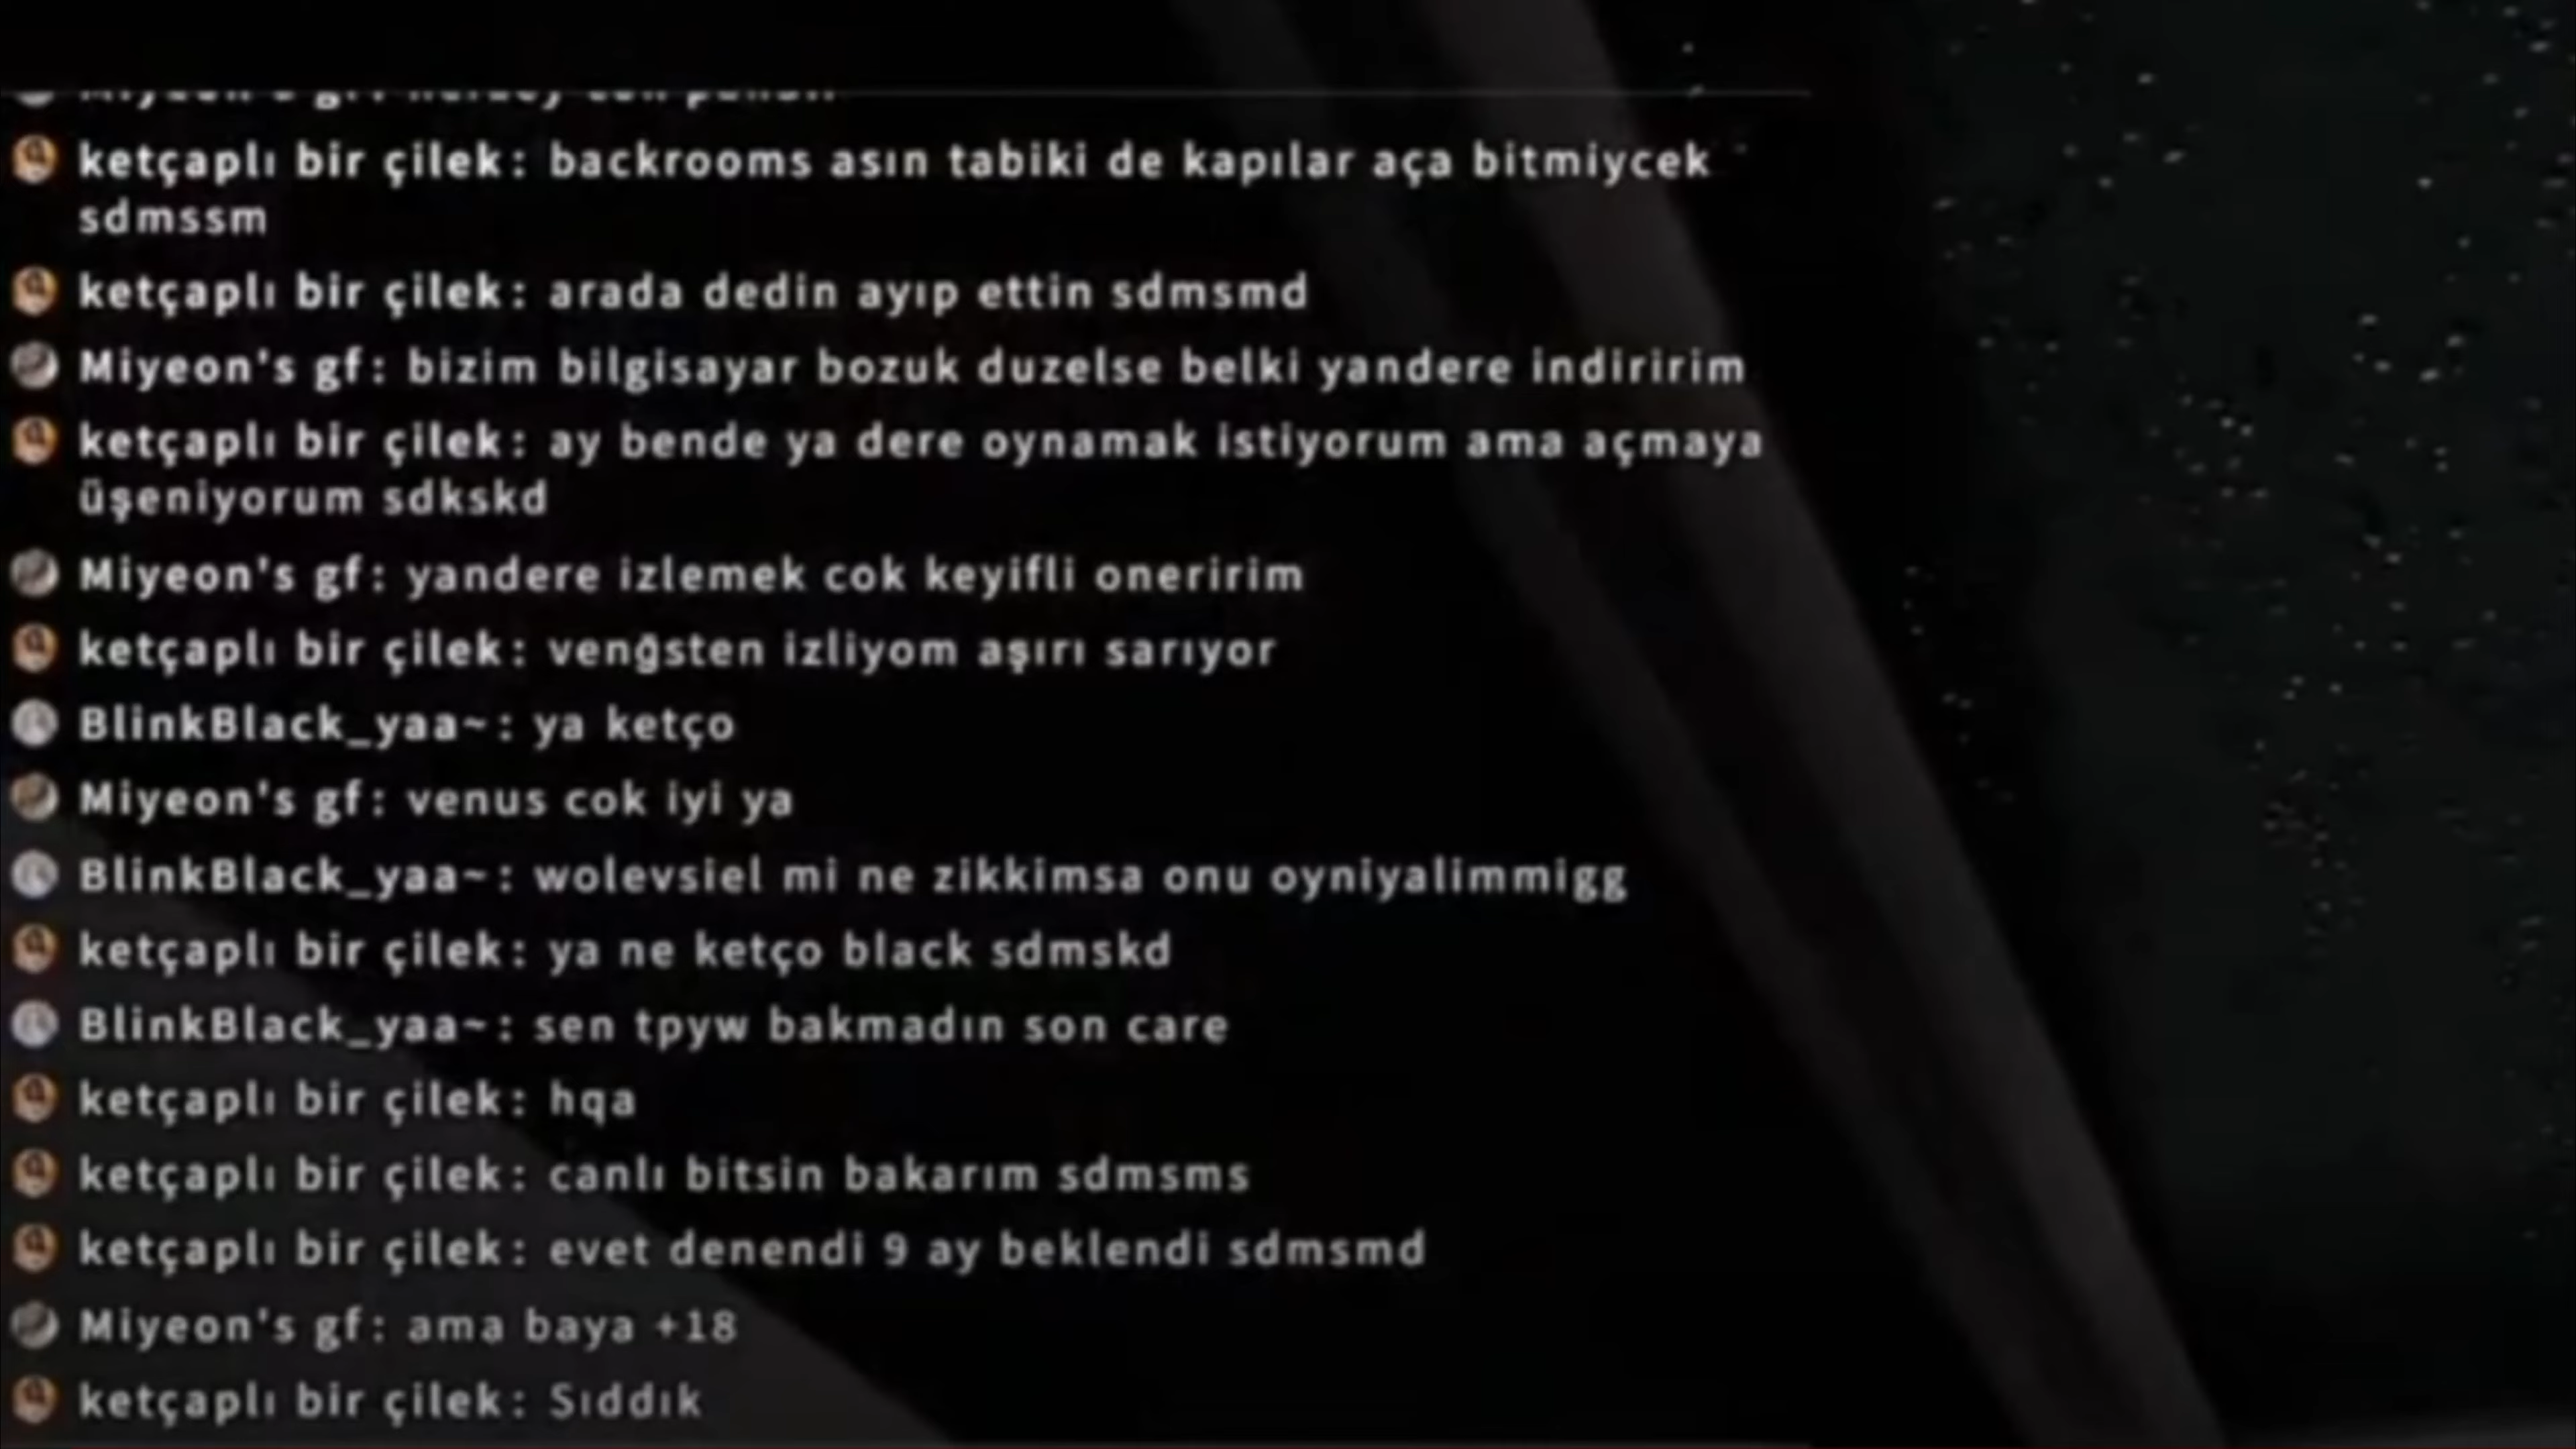 ketçaplı bir çilek: backrooms asın tabiki de kapılar aça bitmiycek
sdmssm
ketçaplı bir çilek: arada dedin ayıp ettin sdmsmd
Miyeon's gf: bizim bilgisayar bozuk duzelse belki yandere indiririm
ketçaplı bir çilek: ay bende ya dere oynamak istiyorum ama açmaya
üşeniyorum sdkskd
Miyeon's gf: yandere izlemek cok keyifli oneririm
ketçaplı bir çilek: venğsten izliyom aşırı sarıyor
BlinkBlack_yaa~: ya ketço
Miyeon's gf: venus cok iyi ya
BlinkBlack_yaa~: wolevsiel mi ne zikkimsa onu oyniyalimmigg
ketçaplı bir çilek: ya ne ketço black sdmskd
BlinkBlack_yaa~: sen tpyw bakmadın son care
ketçaplı bir çilek: hqa
ketçaplı bir çilek: canlı bitsin bakarım sdmsms
ketçaplı bir çilek: evet denendi 9 ay beklendi sdmsmd
Miyeon's gf: ama baya +18
ketçaplı bir çilek: Sıddık